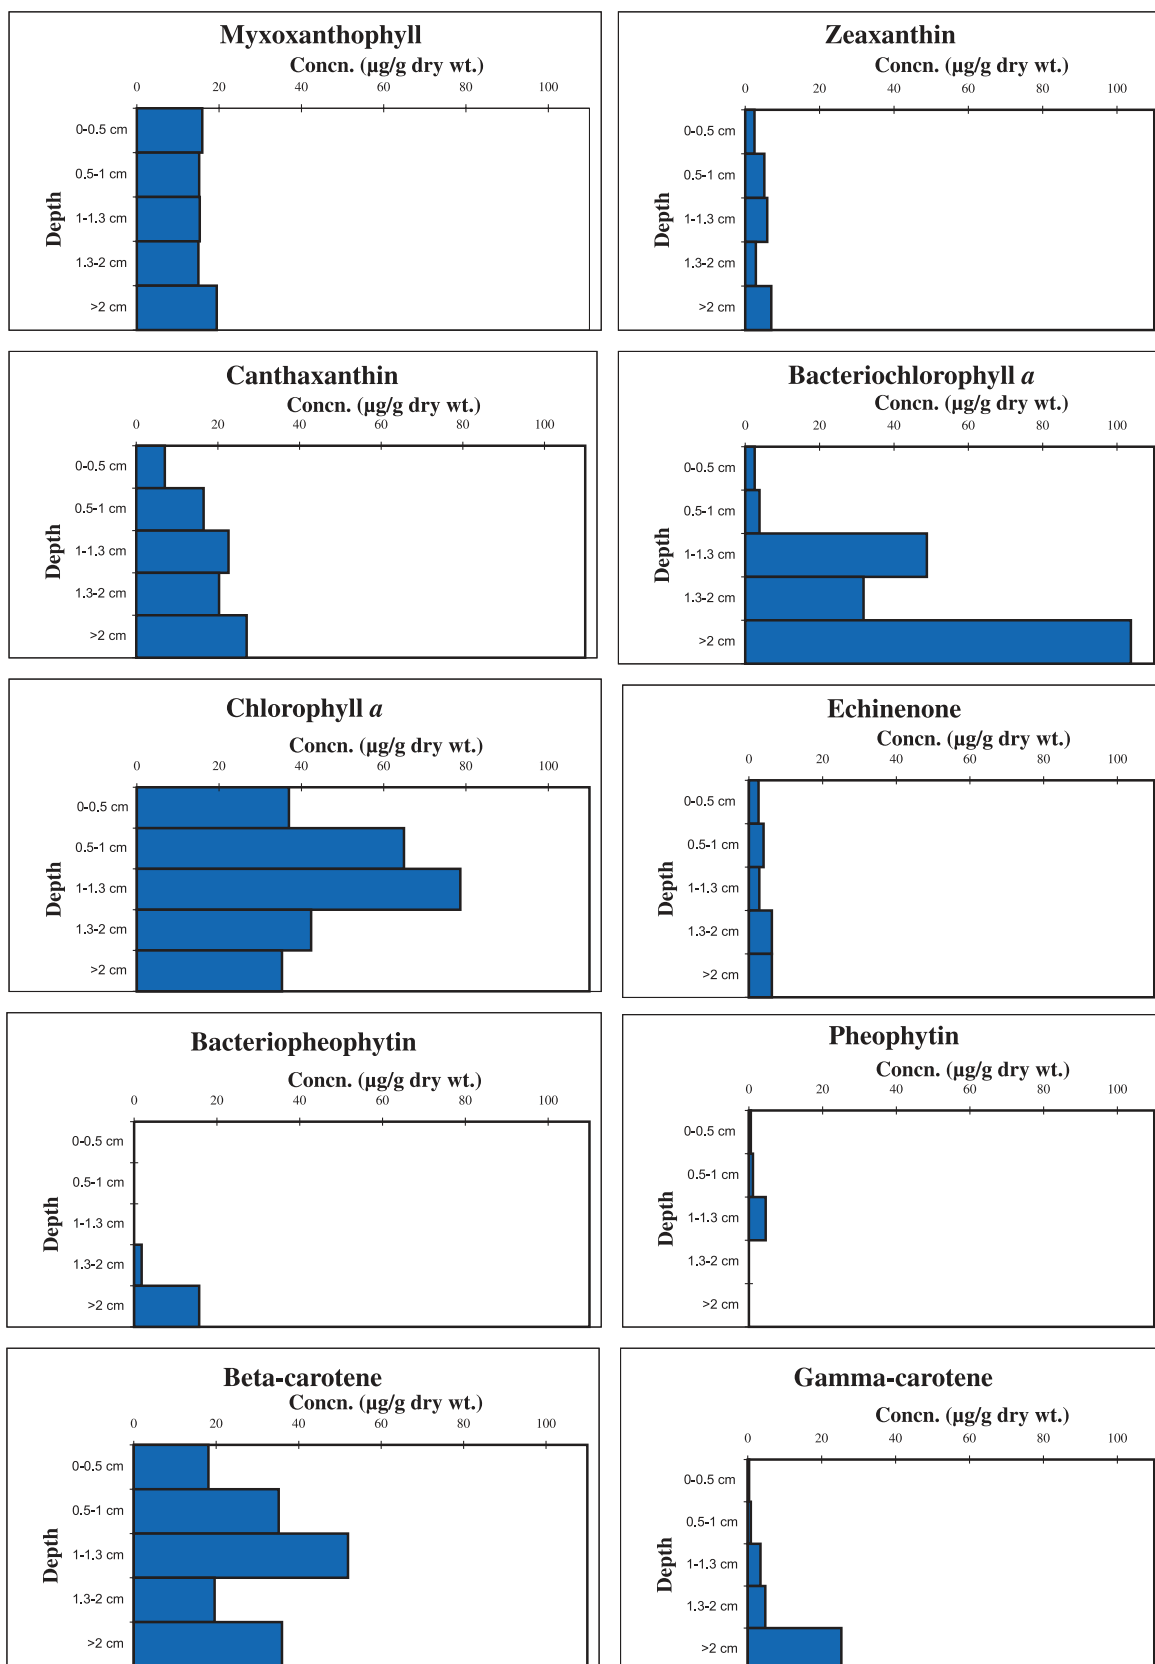 Myxoxanthophyll
Concn. (µg/g dry wt.)
0 20 40 60 80 100
Depth
0-0.5 cm
0.5-1 cm
1-1.3 cm
1.3-2 cm
>2 cm
Zeaxanthin
Concn. (µg/g dry wt.)
0 20 40 60 80 100
Depth
0-0.5 cm
0.5-1 cm
1-1.3 cm
1.3-2 cm
>2 cm
Canthaxanthin
Concn. (µg/g dry wt.)
0 20 40 60 80 100
Depth
0-0.5 cm
0.5-1 cm
1-1.3 cm
1.3-2 cm
>2 cm
Bacteriochlorophyll a
Concn. (µg/g dry wt.)
0 20 40 60 80 100
Depth
0-0.5 cm
0.5-1 cm
1-1.3 cm
1.3-2 cm
>2 cm
Chlorophyll a
Concn. (µg/g dry wt.)
0 20 40 60 80 100
Depth
0-0.5 cm
0.5-1 cm
1-1.3 cm
1.3-2 cm
>2 cm
Echinenone
Concn. (µg/g dry wt.)
0 20 40 60 80 100
Depth
0-0.5 cm
0.5-1 cm
1-1.3 cm
1.3-2 cm
>2 cm
Bacteriopheophytin
Concn. (µg/g dry wt.)
0 20 40 60 80 100
Depth
0-0.5 cm
0.5-1 cm
1-1.3 cm
1.3-2 cm
>2 cm
Pheophytin
Concn. (µg/g dry wt.)
0 20 40 60 80 100
Depth
0-0.5 cm
0.5-1 cm
1-1.3 cm
1.3-2 cm
>2 cm
Beta-carotene
Concn. (µg/g dry wt.)
0 20 40 60 80 100
Depth
0-0.5 cm
0.5-1 cm
1-1.3 cm
1.3-2 cm
>2 cm
Gamma-carotene
Concn. (µg/g dry wt.)
0 20 40 60 80 100
Depth
0-0.5 cm
0.5-1 cm
1-1.3 cm
1.3-2 cm
>2 cm